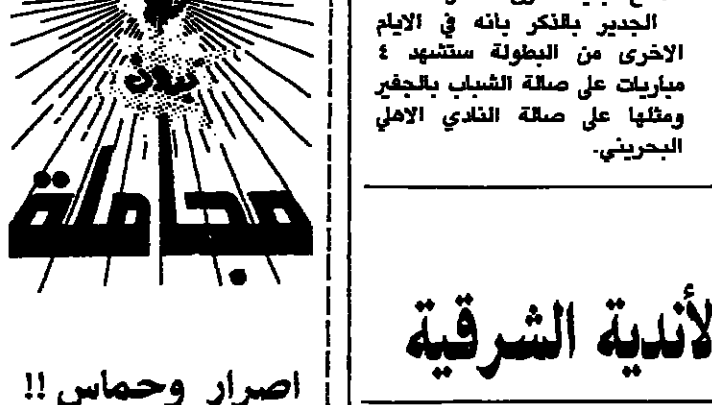 الجدير بالذكر بأنه في الايام
الاخرى من البطولة ستشهد ٤
مباريات على صالة الشباب بالجفير
ومثلها على صالة النادي الاهلي
البحريني.
لأندية الشرقية
بدون
مجاملة
اصرار وحماس !!